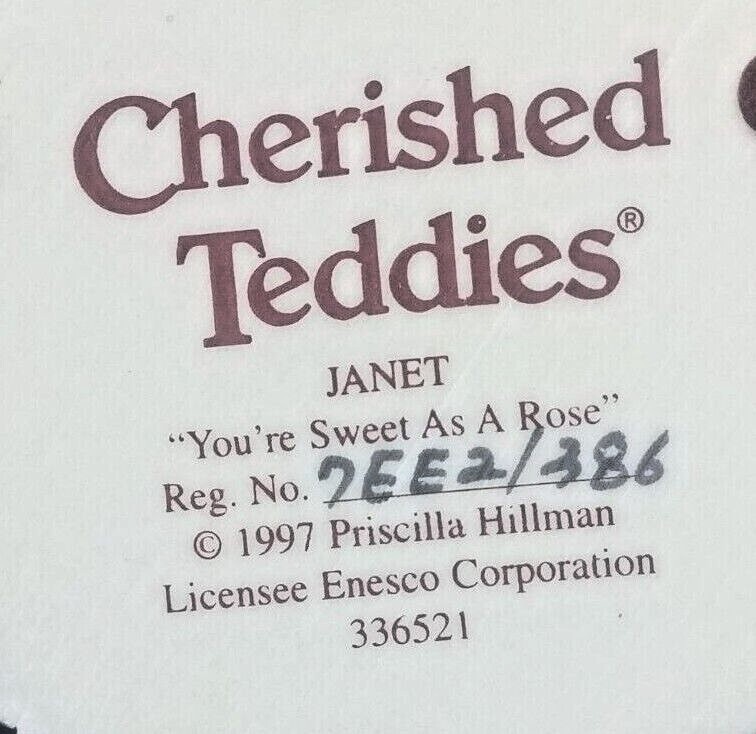 Cherished
Teddies®
JANET
“You're Sweet As A Rose”
Reg. No. 7EE2/386
© 1997 Priscilla Hillman
Licensee Enesco Corporation
336521